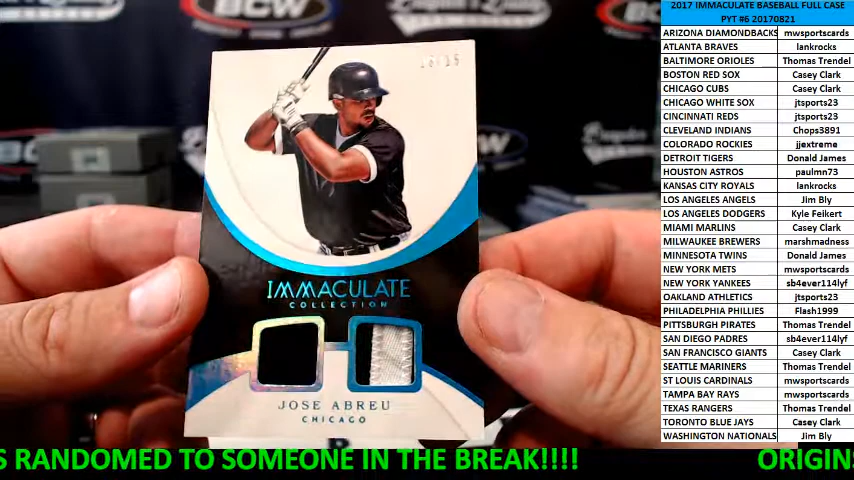 2017 IMMACULATE BASEBALL FULL CASE
PYT #6 20170821
ARIZONA DIAMONDBACKS mwsportscards
ATLANTA BRAVES lankrocks
BALTIMORE ORIOLES Thomas Trendel
BOSTON RED SOX Casey Clark
CHICAGO CUBS Casey Clark
CHICAGO WHITE SOX jtsports23
CINCINNATI REDS jtsports23
CLEVELAND INDIANS Chops3891
COLORADO ROCKIES jjextreme
DETROIT TIGERS Donald James
HOUSTON ASTROS paulmn73
KANSAS CITY ROYALS lankrocks
LOS ANGELES ANGELS Jim Bly
LOS ANGELES DODGERS Kyle Feikert
MIAMI MARLINS Casey Clark
MILWAUKEE BREWERS marshmadness
MINNESOTA TWINS Donald James
NEW YORK METS mwsportscards
NEW YORK YANKEES sb4ever114lyf
OAKLAND ATHLETICS jtsports23
PHILADELPHIA PHILLIES Flash1999
PITTSBURGH PIRATES Thomas Trendel
SAN DIEGO PADRES sb4ever114lyf
SAN FRANCISCO GIANTS Casey Clark
SEATTLE MARINERS Thomas Trendel
ST LOUIS CARDINALS mwsportscards
TAMPA BAY RAYS mwsportscards
TEXAS RANGERS Thomas Trendel
TORONTO BLUE JAYS Casey Clark
WASHINGTON NATIONALS Jim Bly
BCW
IMMACULATE
COLLECTION
JOSE ABREU
CHICAGO
S RANDOMED TO SOMEONE IN THE BREAK!!!! ORIGINS